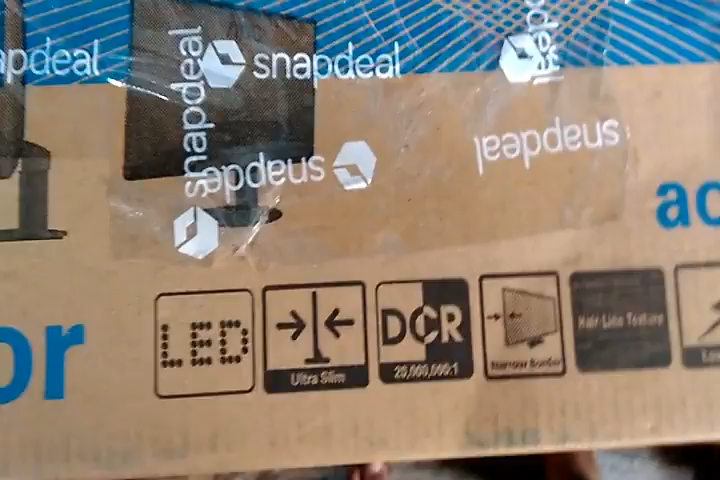 snapdeal
snapdeal
snapdeal
snapdeal
snapdeal
or
LED
Ultra Slim
DCR
20,000,000:1
Narrow Border
Hair Line Texture